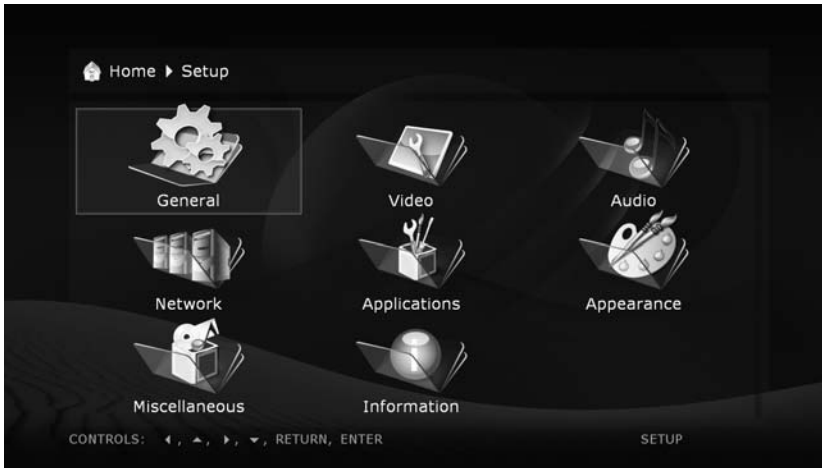 Home ▶ Setup
General Video Audio
Network Applications Appearance
Miscellaneous Information
CONTROLS: ◀, ▲, ▶, ▼, RETURN, ENTER SETUP